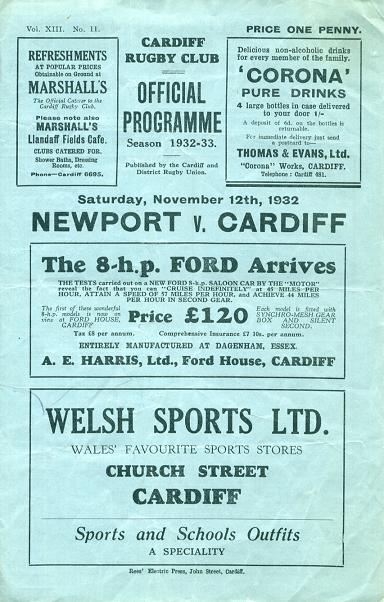 Vol. XIII. No. 11.
PRICE ONE PENNY.
REFRESHMENTS
AT POPULAR PRICES
Obtainable on Ground at
MARSHALL'S
The Official Caterer to the
Cardiff Rugby Club.
Please note also
MARSHALL'S
Llandaff Fields Cafe.
CLUBS CATERED FOR.
Shower Baths, Dressing
Rooms, etc.
Phone—Cardiff 6695.
CARDIFF
RUGBY CLUB
OFFICIAL
PROGRAMME
Season 1932-33.
Published by the Cardiff and
District Rugby Union.
Delicious non-alcoholic drinks
for every member of the family.
'CORONA'
PURE DRINKS
4 large bottles in case delivered
to your door 1/-
A deposit of 6d. on the bottles is
returnable.
For immediate delivery just send
a postcard to—
THOMAS & EVANS, Ltd.
"Corona" Works, CARDIFF.
Telephone: Cardiff 481.
Saturday, November 12th, 1932
NEWPORT V. CARDIFF
The 8-h.p. FORD Arrives
THE TESTS carried out on a NEW FORD 8-h.p. SALOON CAR BY THE "MOTOR"
reveal the fact that you can "CRUISE INDEFINITELY" at 45 MILES PER
HOUR, ATTAIN A SPEED OF 57 MILES PER HOUR, and ACHIEVE 44 MILES
PER HOUR IN SECOND GEAR.
The first of these wonderful
8-h.p. models is now on
view at FORD HOUSE,
CARDIFF
Price £120
Each model is fitted with
SYNCHRO-MESH GEAR
BOX AND SILENT
SECOND.
Tax £8 per annum. Comprehensive Insurance £7 10s. per annum.
ENTIRELY MANUFACTURED AT DAGENHAM, ESSEX.
A. E. HARRIS, Ltd., Ford House, CARDIFF
WELSH SPORTS LTD.
WALES' FAVOURITE SPORTS STORES
CHURCH STREET
CARDIFF
Sports and Schools Outfits
A SPECIALITY
Rees' Electric Press, John Street, Cardiff.